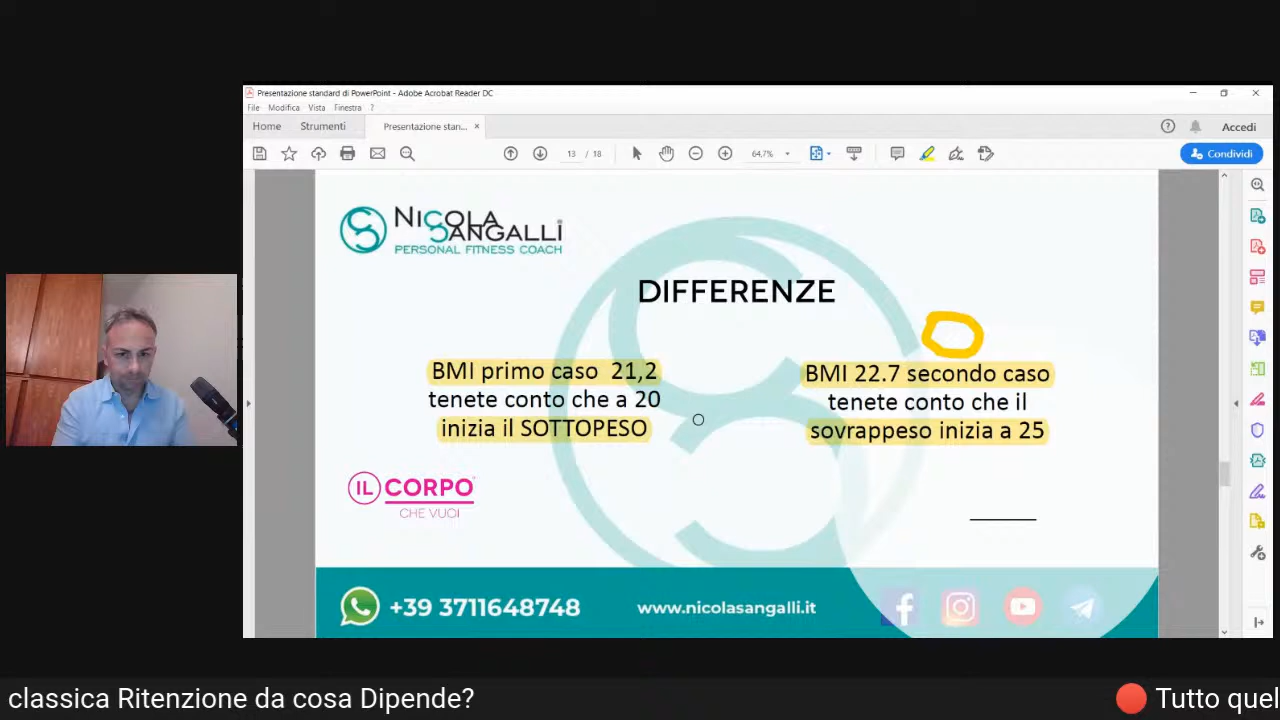 Presentazione standard di PowerPoint - Adobe Acrobat Reader DC
File Modifica Vista Finestra ?
Home Strumenti Presentazione stan... × Accedi
13 / 18 64,7% Condividi
NICOLA
SANGALLI
PERSONAL FITNESS COACH
DIFFERENZE
BMI primo caso 21,2
tenete conto che a 20
inizia il SOTTOPESO
BMI 22.7 secondo caso
tenete conto che il
sovrappeso inizia a 25
IL CORPO
CHE VUOI
+39 3711648748 www.nicolasangalli.it
classica Ritenzione da cosa Dipende? Tutto quel